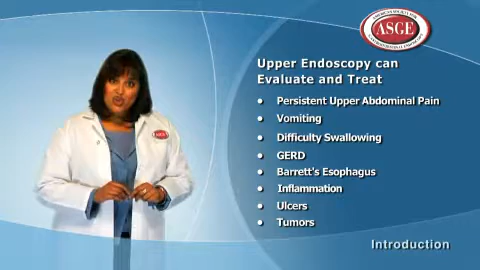 ASGE
Upper Endoscopy can
Evaluate and Treat
• Persistent Upper Abdominal Pain
• Vomiting
• Difficulty Swallowing
• GERD
• Barrett's Esophagus
• Inflammation
• Ulcers
• Tumors
ASGE
Introduction